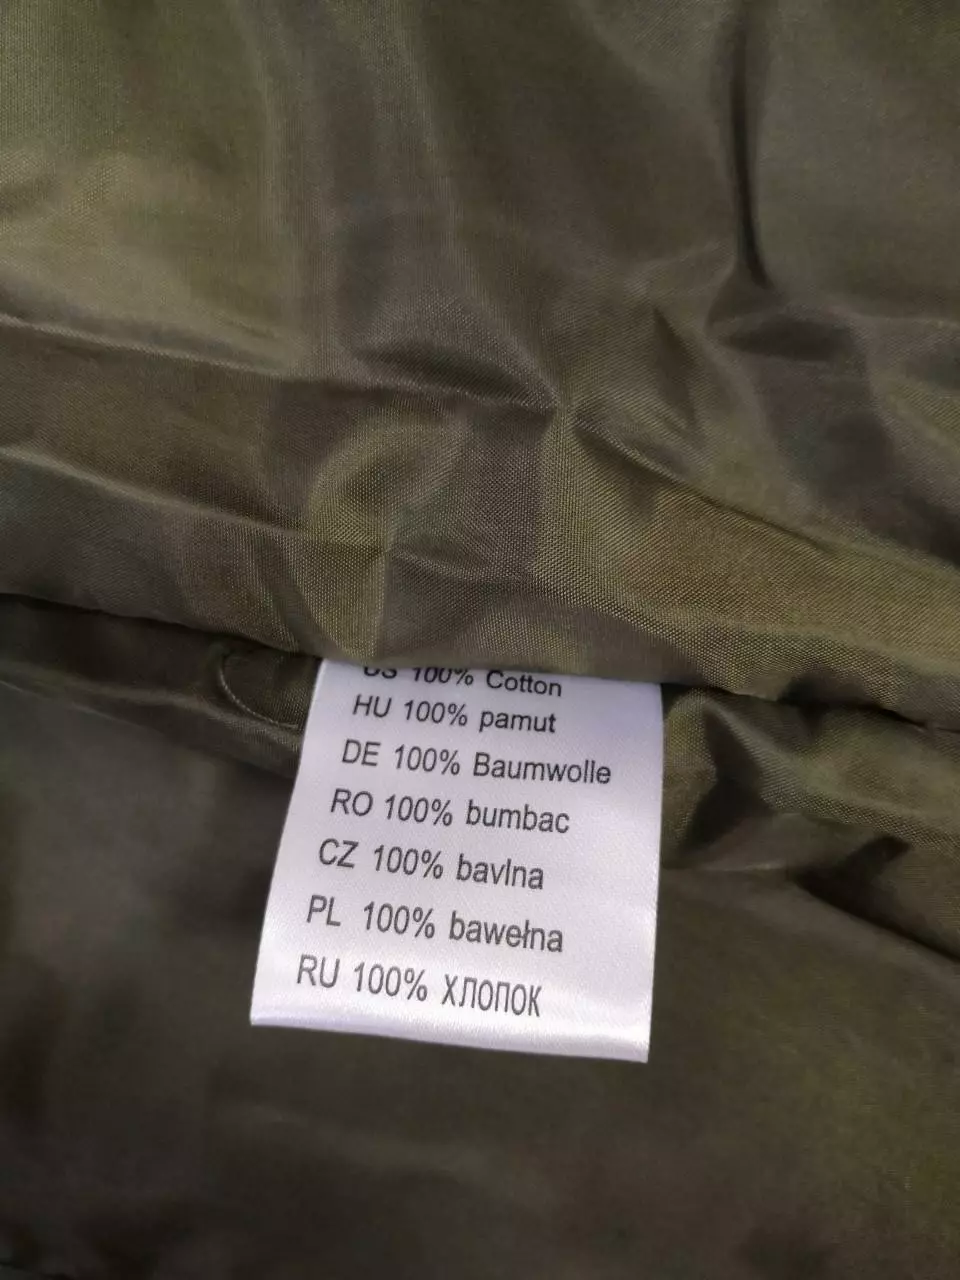 US 100% Cotton
HU 100% pamut
DE 100% Baumwolle
RO 100% bumbac
CZ 100% bavlna
PL 100% bawełna
RU 100% ХЛОПОК